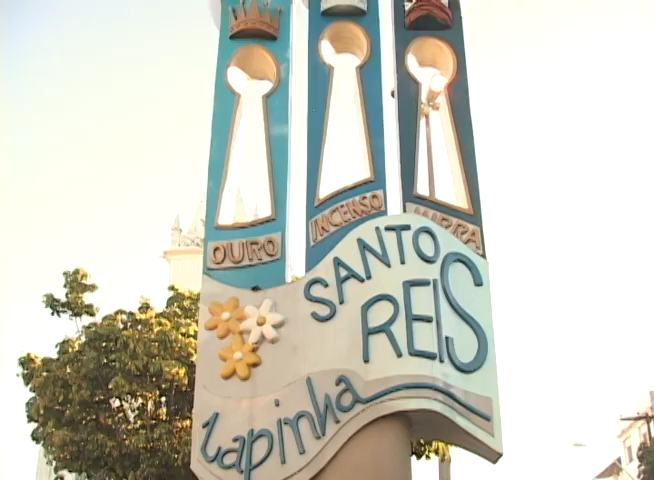 OURO
INCENSO
MIRRA
SANTO
REIS
Lapinha